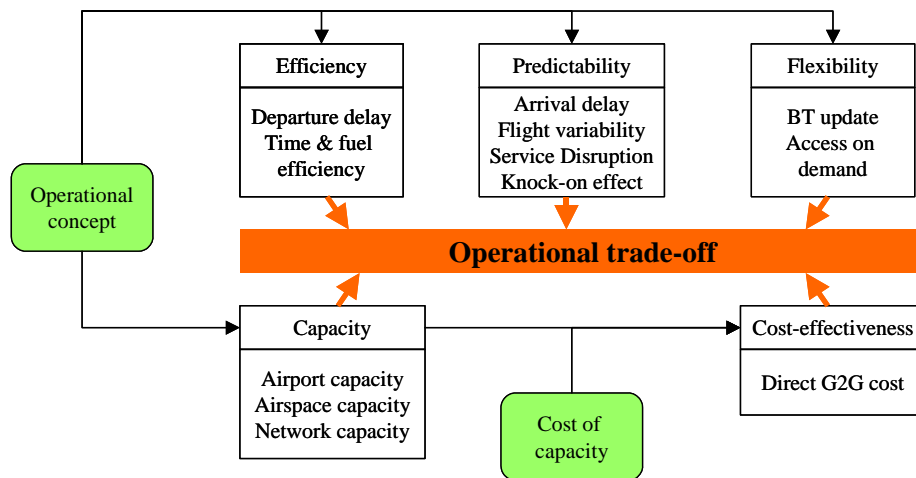 Efficiency
Departure delay
Time & fuel
efficiency
Predictability
Arrival delay
Flight variability
Service Disruption
Knock-on effect
Flexibility
BT update
Access on
demand
Operational
concept
Operational trade-off
Capacity
Airport capacity
Airspace capacity
Network capacity
Cost of
capacity
Cost-effectiveness
Direct G2G cost